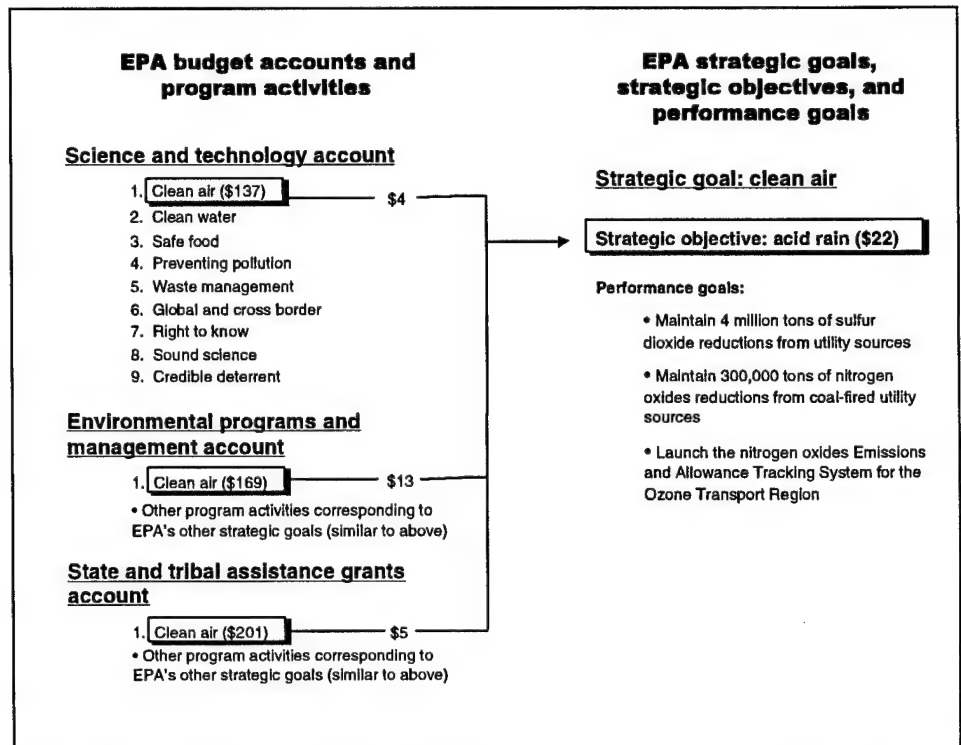 EPA budget accounts and
program activities
Science and technology account
1. Clean air ($137)
$4
2. Clean water
3. Safe food
4. Preventing pollution
5. Waste management
6. Global and cross border
7. Right to know
8. Sound science
9. Credible deterrent
Environmental programs and
management account
1. Clean air ($169)
$13
• Other program activities corresponding to
EPA's other strategic goals (similar to above)
State and tribal assistance grants
account
1. Clean air ($201)
$5
• Other program activities corresponding to
EPA's other strategic goals (similar to above)
EPA strategic goals,
strategic objectives, and
performance goals
Strategic goal: clean air
Strategic objective: acid rain ($22)
Performance goals:
• Maintain 4 million tons of sulfur
dioxide reductions from utility sources
• Maintain 300,000 tons of nitrogen
oxides reductions from coal-fired utility
sources
• Launch the nitrogen oxides Emissions
and Allowance Tracking System for the
Ozone Transport Region